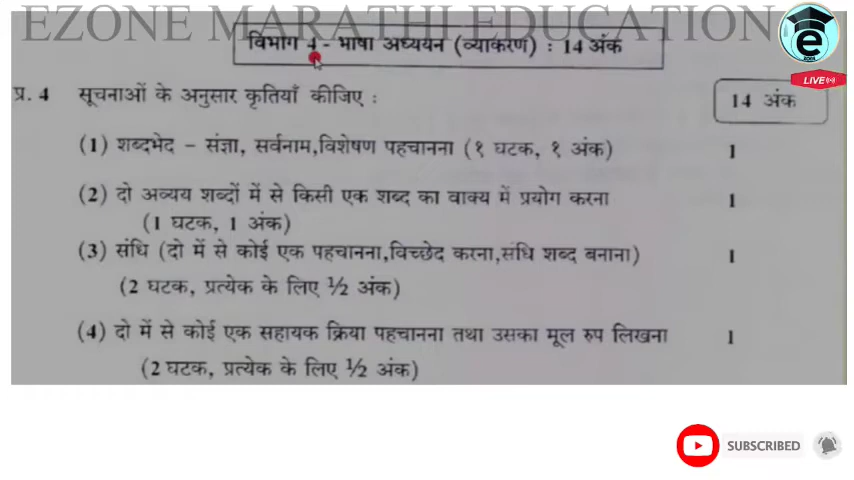 EZONE MARATHI EDUCATION
विभाग 4 - भाषा अध्ययन (व्याकरण) : 14 अंक
e
EZONE
LIVE
प्र. 4 सूचनाओं के अनुसार कृतियाँ कीजिए : 14 अंक
(1) शब्दभेद - संज्ञा, सर्वनाम,विशेषण पहचानना (१ घटक, १ अंक) 1
(2) दो अव्यय शब्दों में से किसी एक शब्द का वाक्य में प्रयोग करना 1
(1 घटक, 1 अंक)
(3) संधि (दो में से कोई एक पहचानना,विच्छेद करना,संधि शब्द बनाना) 1
(2 घटक, प्रत्येक के लिए ½ अंक)
(4) दो में से कोई एक सहायक क्रिया पहचानना तथा उसका मूल रुप लिखना 1
(2 घटक, प्रत्येक के लिए ½ अंक)
SUBSCRIBED